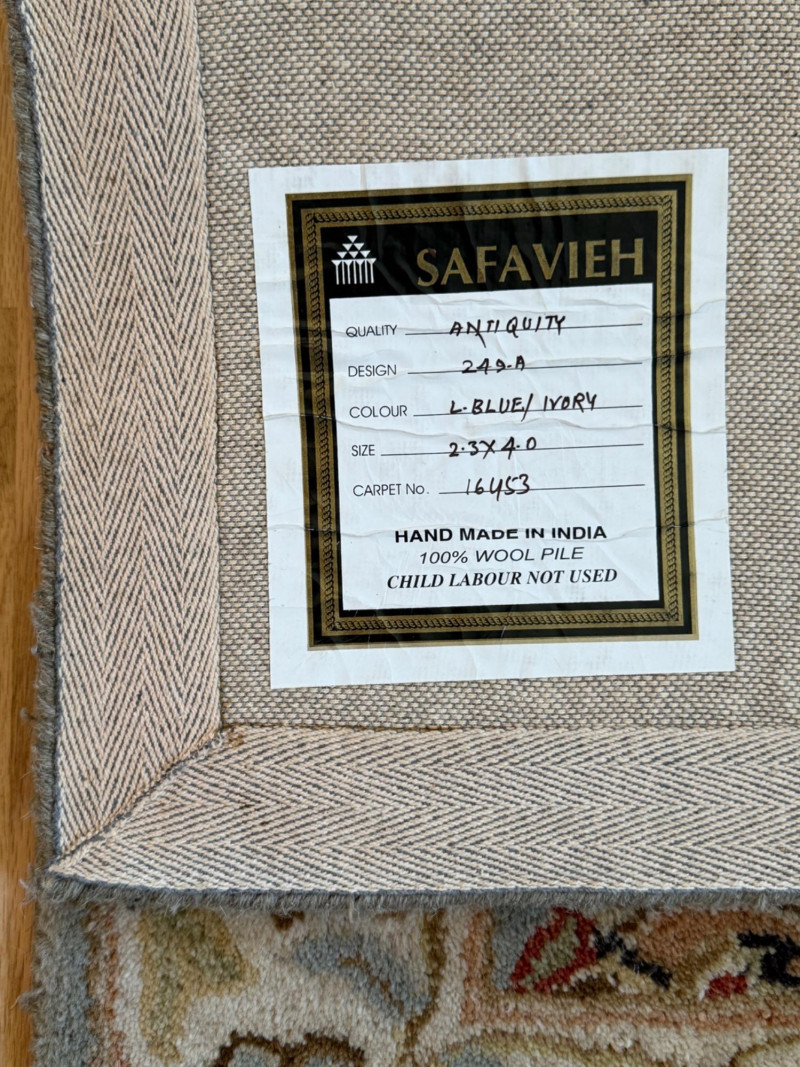 SAFAVIEH
QUALITY ANTIQUITY
DESIGN 249.A
COLOUR L.BLUE/ IVORY
SIZE 2.3X4.0
CARPET No. 16453
HAND MADE IN INDIA
100% WOOL PILE
CHILD LABOUR NOT USED